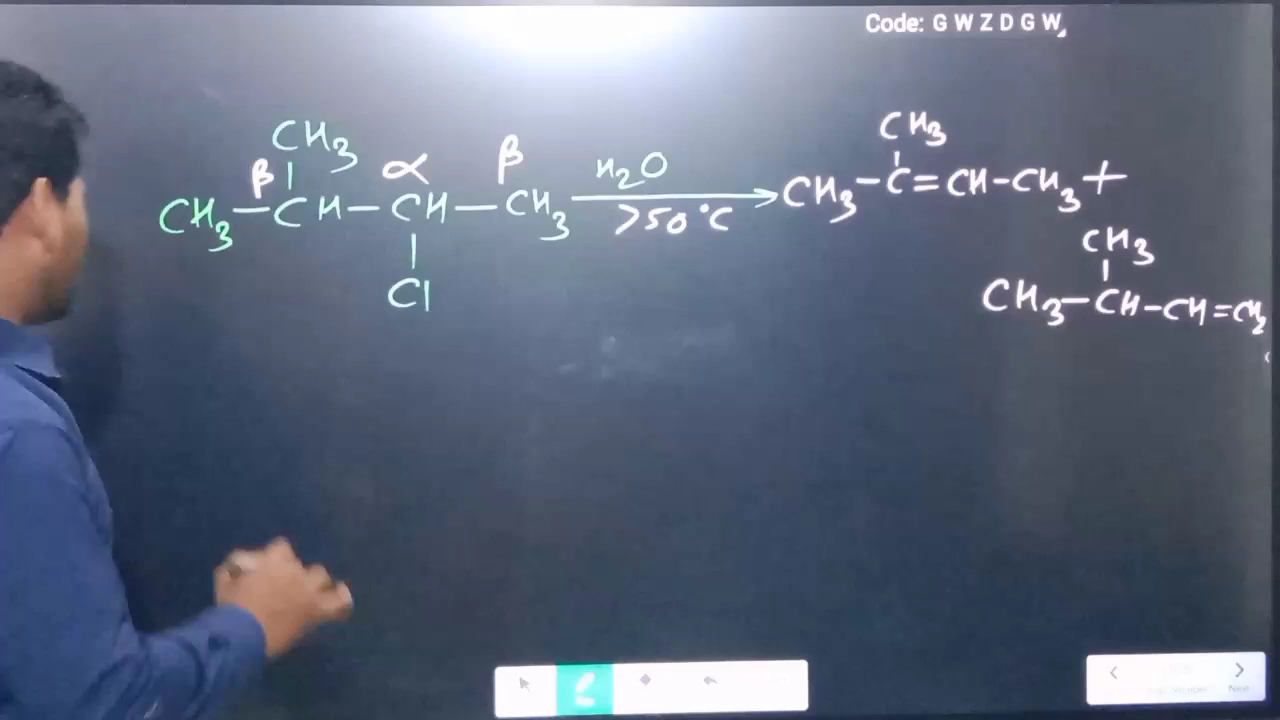 Code: G W Z D G W
CH3
β α β
CH3-CH-CH-CH3
Cl
H2O
>50°C
CH3
CH3-C=CH-CH3 +
CH3
CH3-CH-CH=CH2